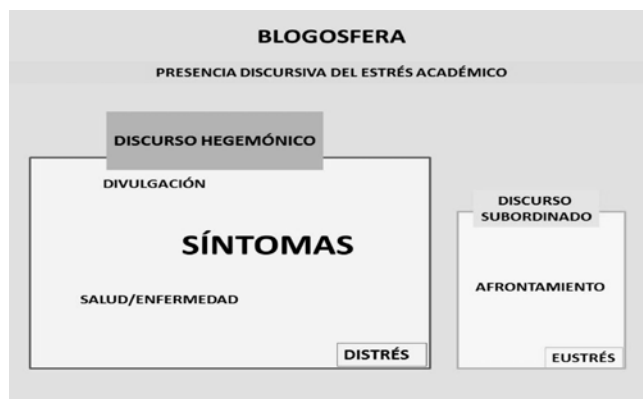 BLOGOSFERA
PRESENCIA DISCURSIVA DEL ESTRÉS ACADÉMICO
DISCURSO HEGEMÓNICO
DIVULGACIÓN
SÍNTOMAS
SALUD/ENFERMEDAD
DISTRÉS
DISCURSO
SUBORDINADO
AFRONTAMIENTO
EUSTRÉS